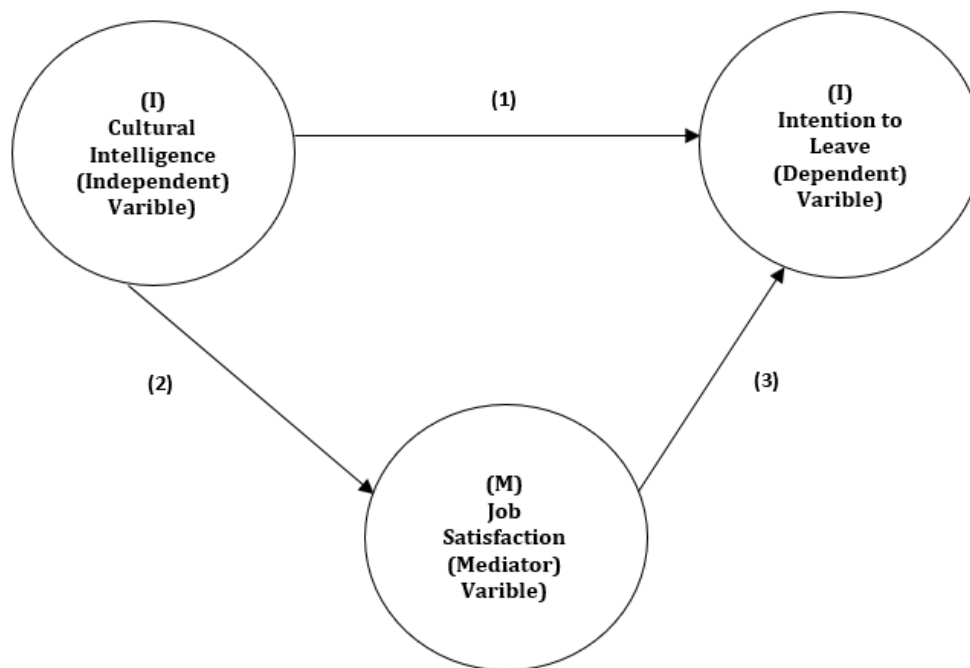 (I)
Cultural
Intelligence
(Independent)
Varible)
(1)
(I)
Intention to
Leave
(Dependent)
Varible)
(2)
(3)
(M)
Job
Satisfaction
(Mediator)
Varible)